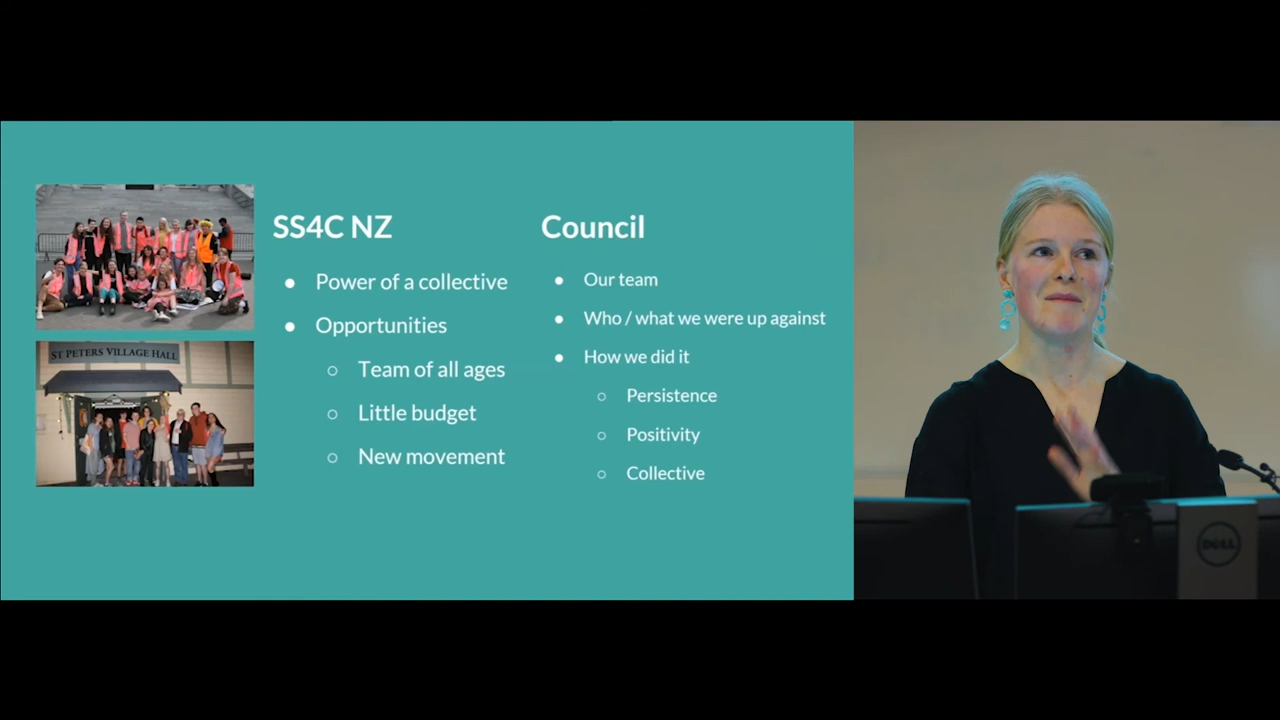 ST PETERS VILLAGE HALL
SS4C NZ
Power of a collective
Opportunities
Team of all ages
Little budget
New movement
Council
Our team
Who / what we were up against
How we did it
Persistence
Positivity
Collective
DELL